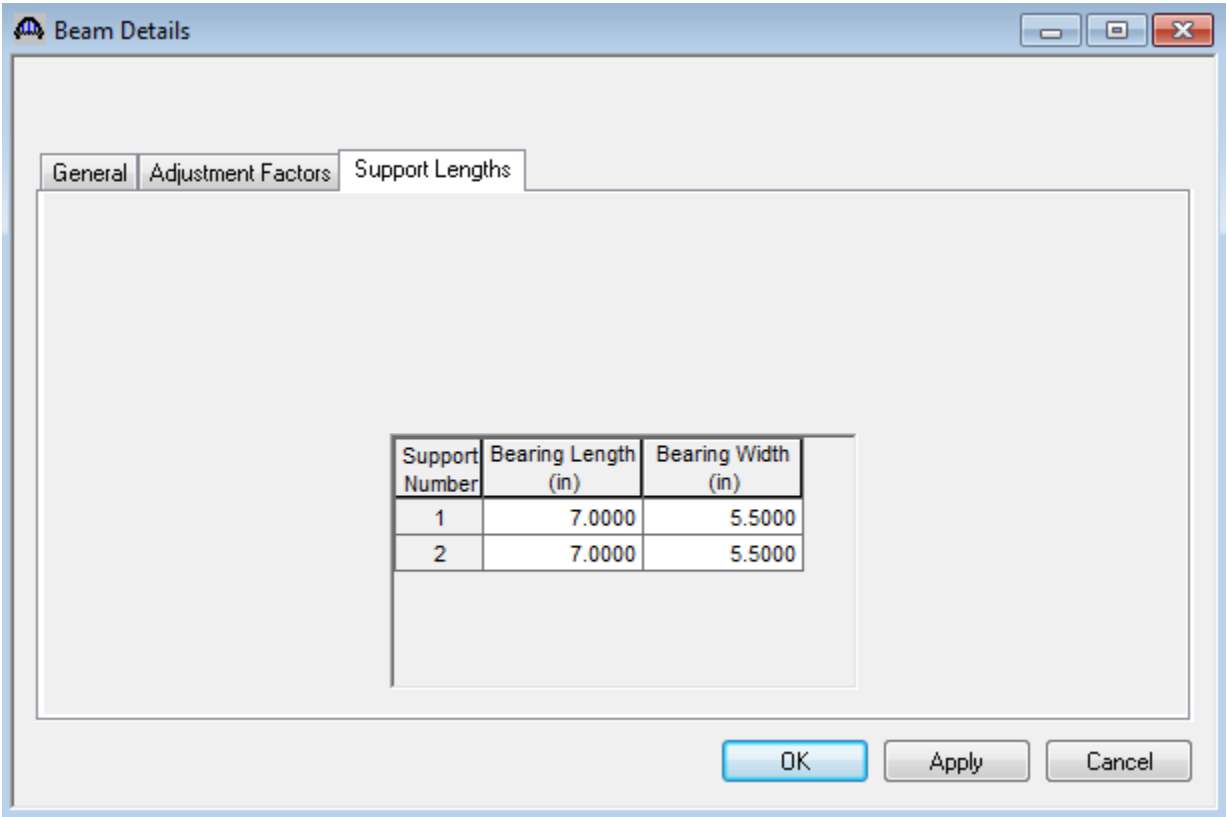 Beam Details
General Adjustment Factors Support Lengths
Support Number Bearing Length (in) Bearing Width (in)
1 7.0000 5.5000
2 7.0000 5.5000
OK Apply Cancel